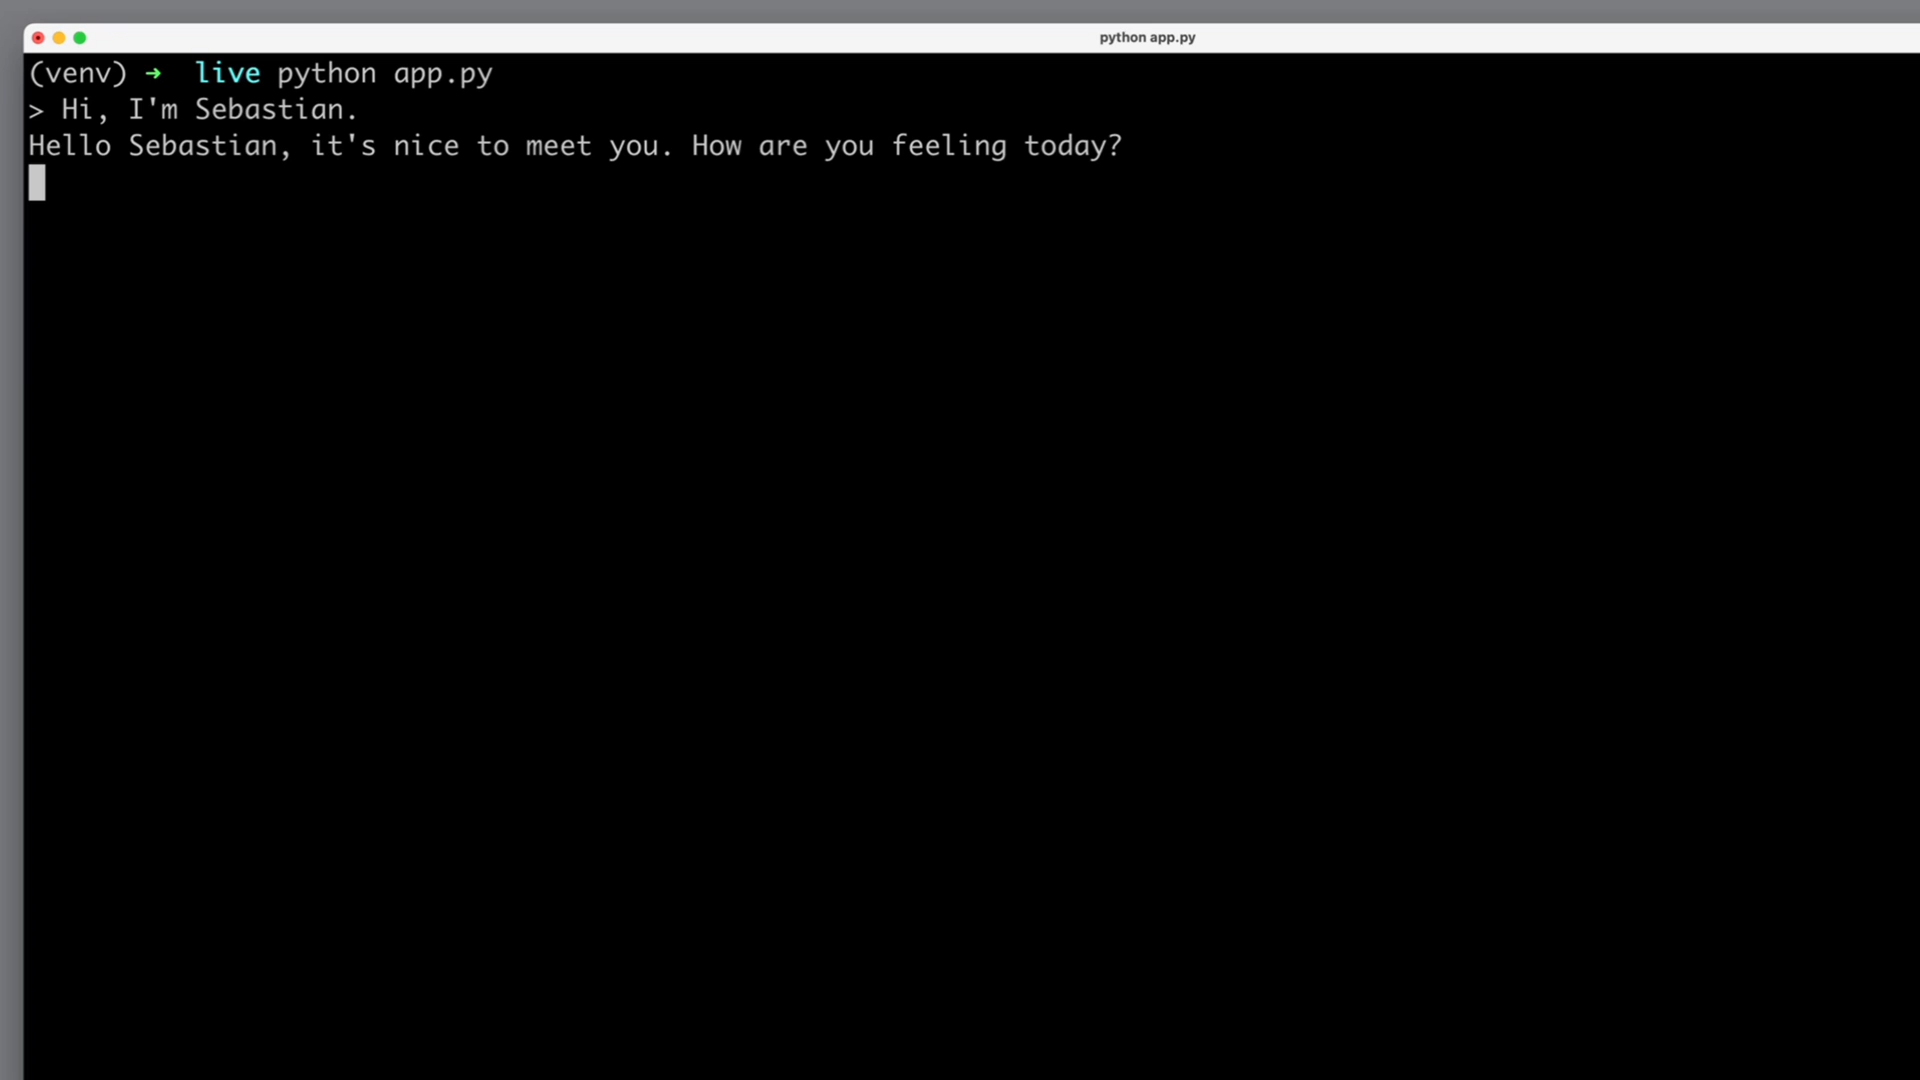 python app.py
(venv) ➜  live python app.py
> Hi, I'm Sebastian.
Hello Sebastian, it's nice to meet you. How are you feeling today?